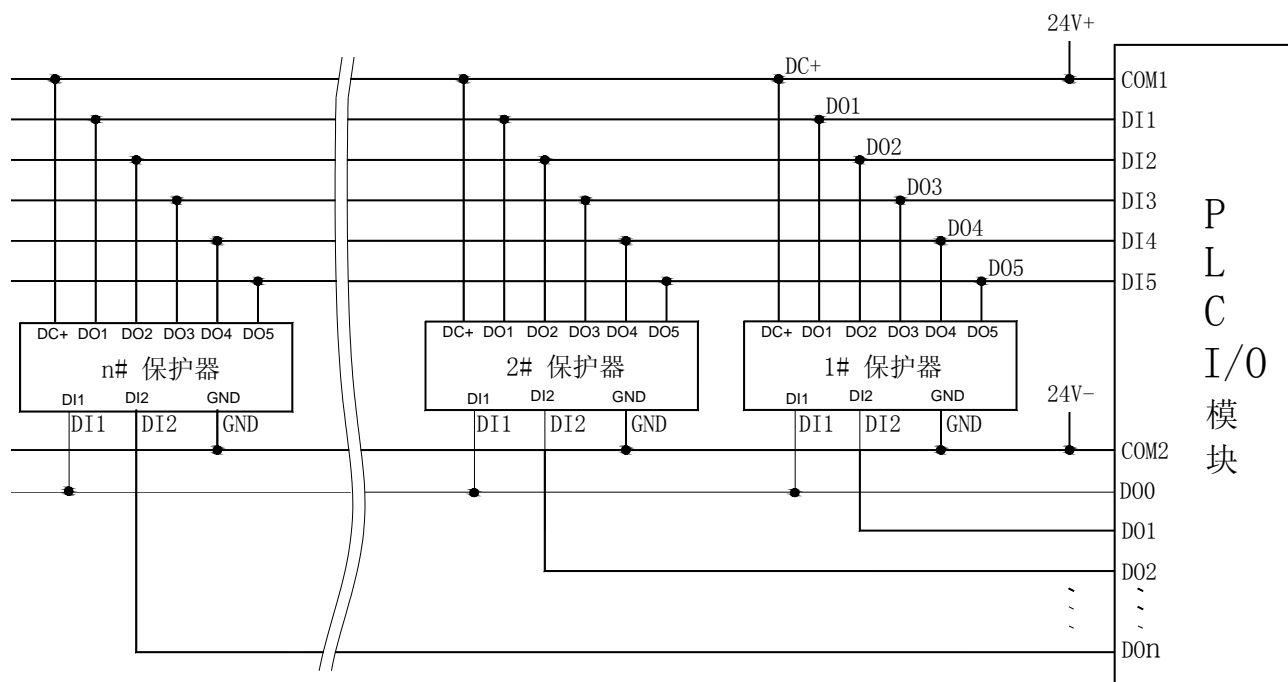 24V+
DC+
COM1
DO1
DI1
DO2
DI2
DO3
DI3
DO4
DI4
DO5
DI5
DC+ DO1 DO2 DO3 DO4 DO5
n# 保护器
DI1 DI2 GND
DI1 DI2 GND
DC+ DO1 DO2 DO3 DO4 DO5
2# 保护器
DI1 DI2 GND
DI1 DI2 GND
DC+ DO1 DO2 DO3 DO4 DO5
1# 保护器
DI1 DI2 GND
DI1 DI2 GND
24V-
COM2
DO0
DO1
DO2
DOn
P
L
C
I/O
模
块